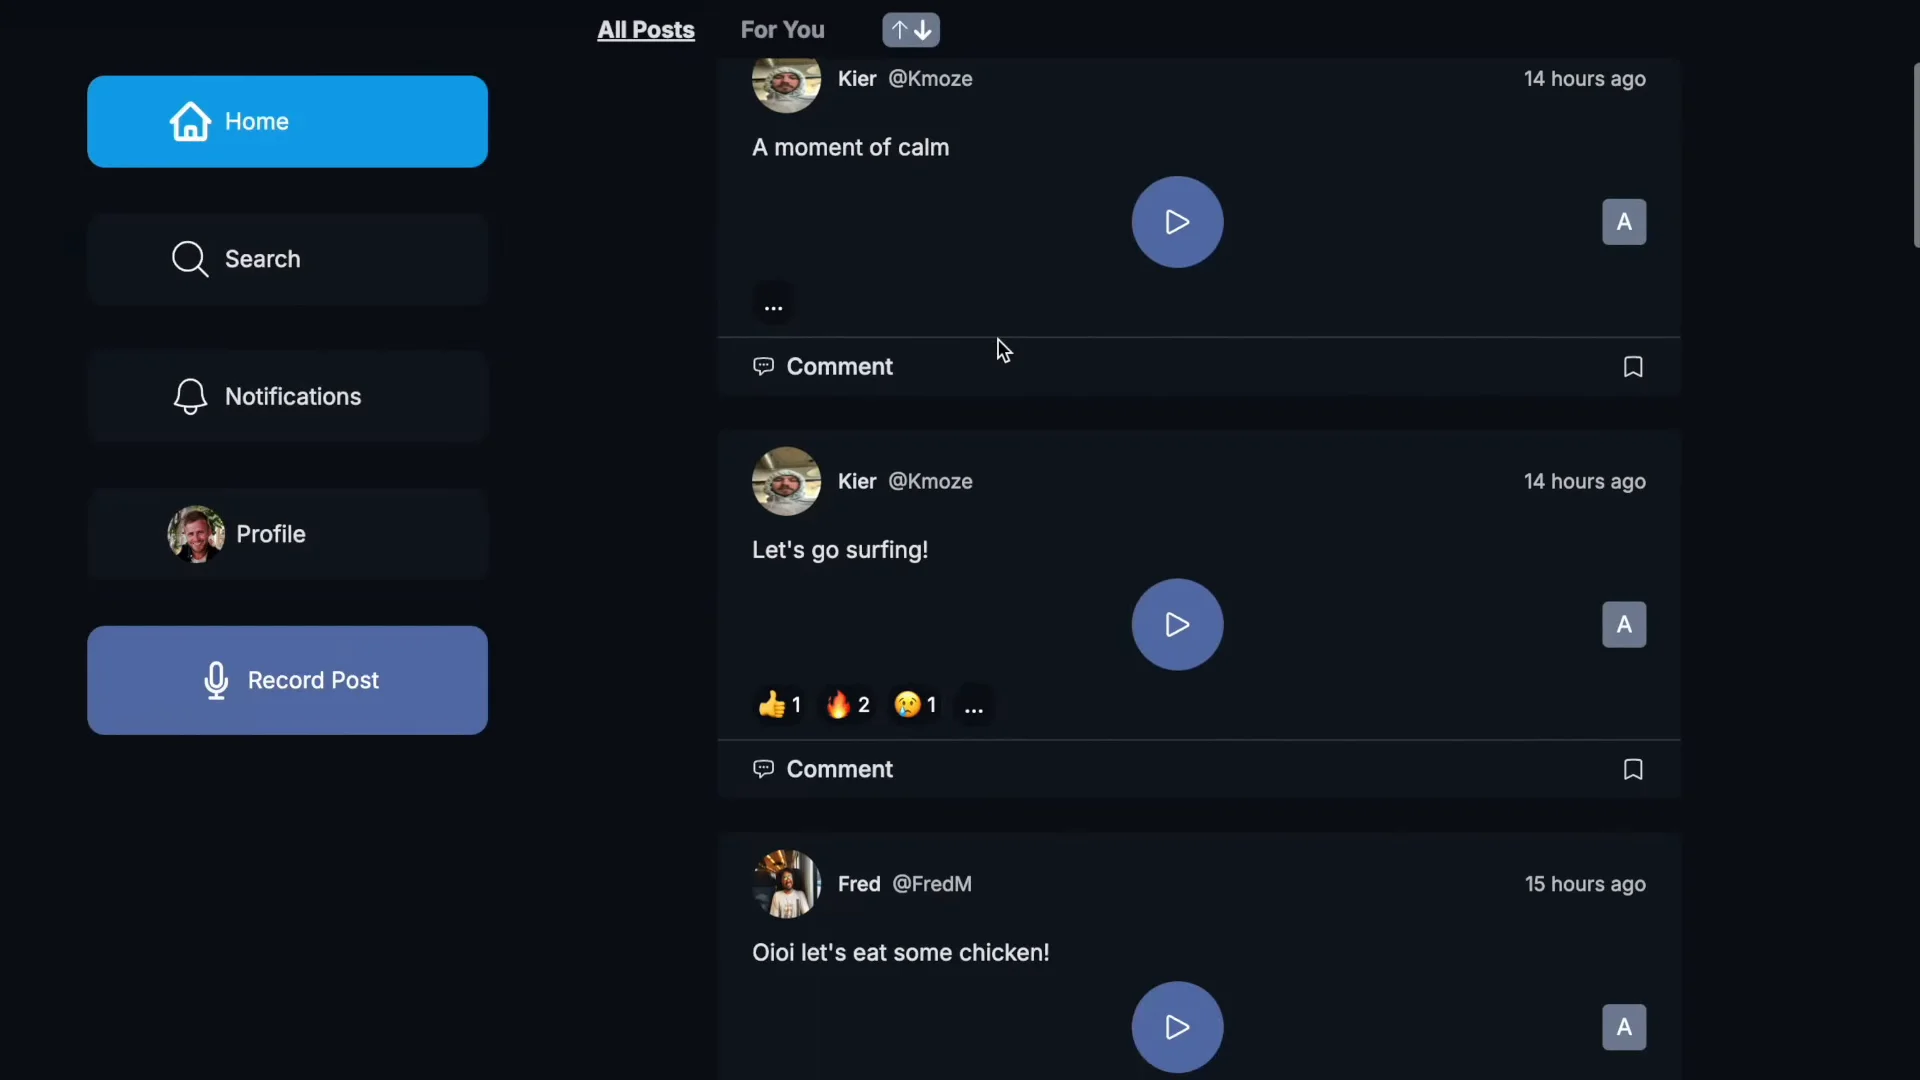 All Posts
For You
Home
Search
Notifications
Profile
Record Post
Kier @Kmoze
14 hours ago
A moment of calm
A
...
Comment
Kier @Kmoze
14 hours ago
Let's go surfing!
A
👍 1 🔥 2 😢 1 ...
Comment
Fred @FredM
15 hours ago
Oioi let's eat some chicken!
A